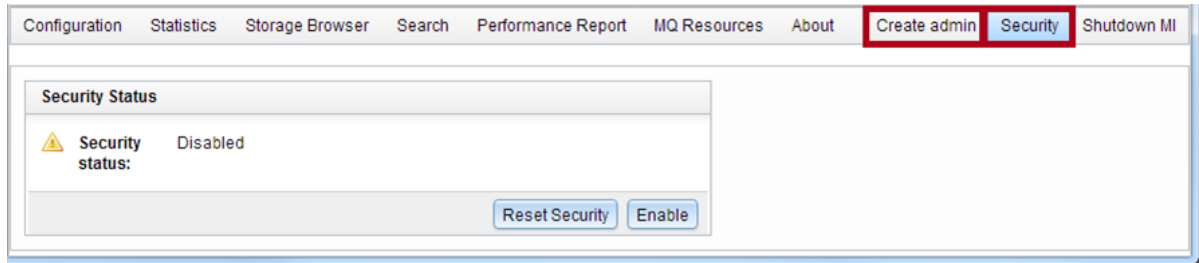 Configuration Statistics Storage Browser Search Performance Report MQ Resources About Create admin Security Shutdown MI
Security Status
Security Disabled
status:
Reset Security Enable